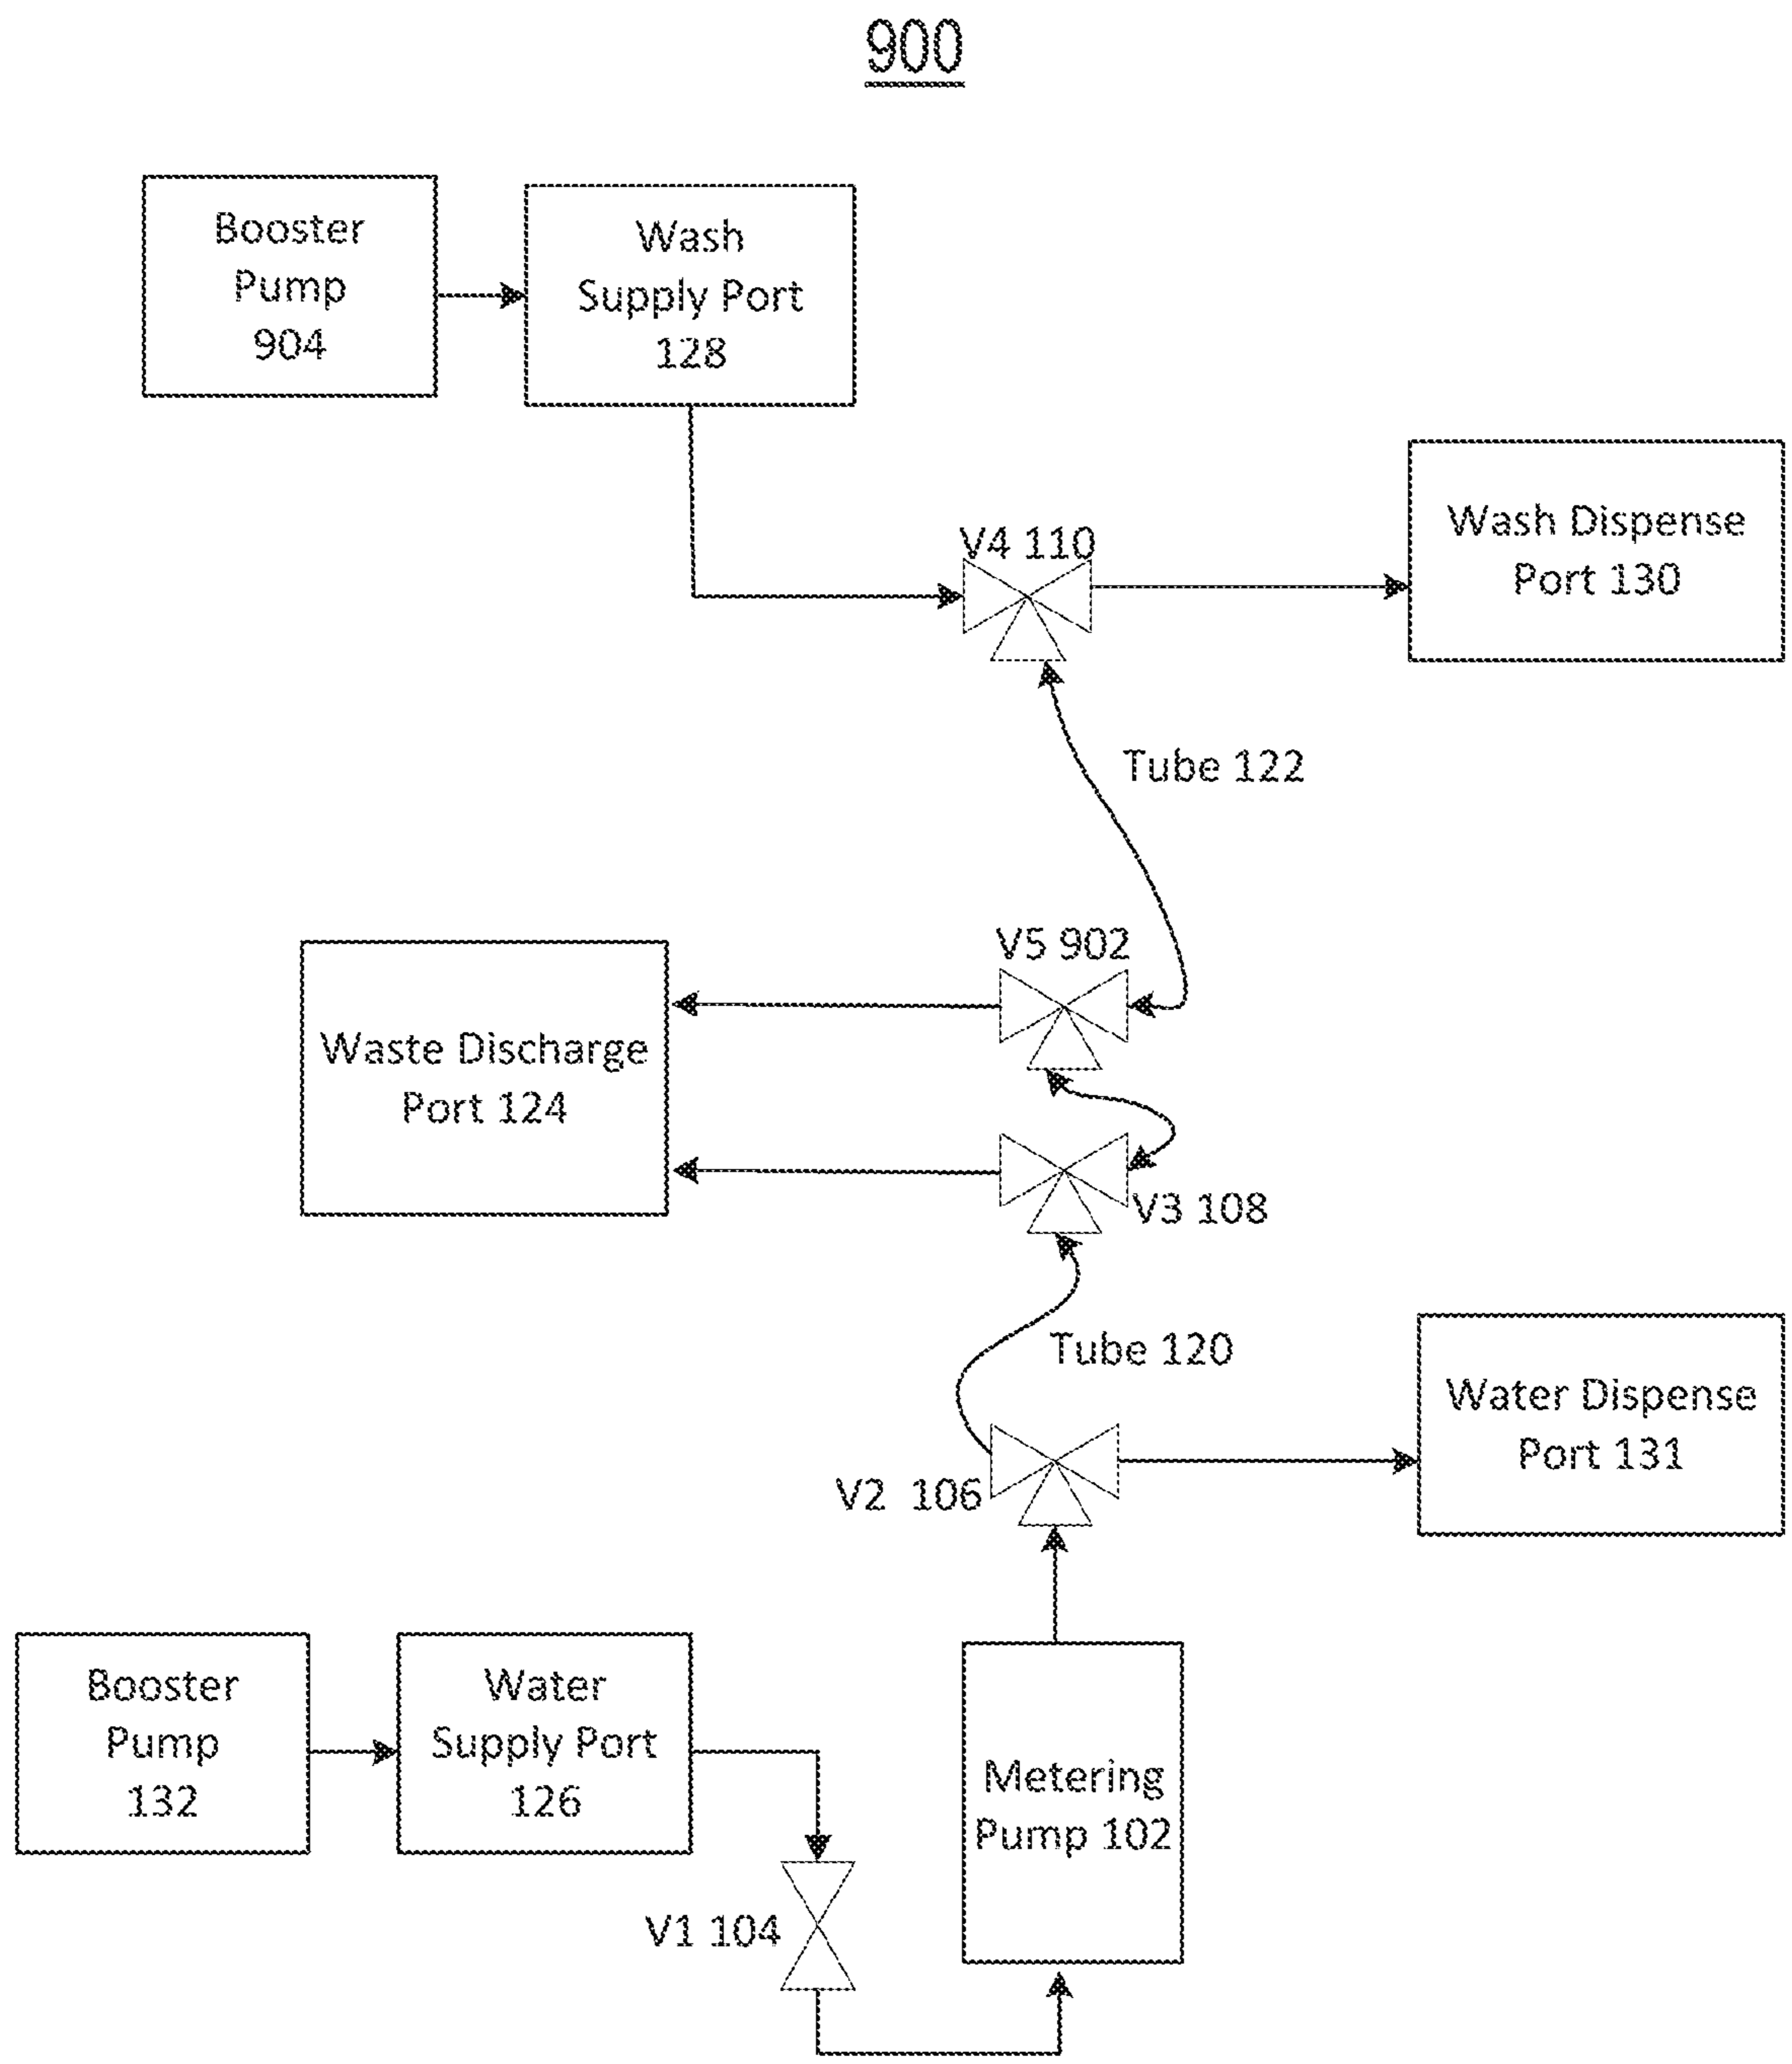 900
Booster
Pump
904
Wash
Supply Port
128
V4 110
Wash Dispense
Port 130
Tube 122
V5 902
Waste Discharge
Port 124
V3 108
Tube 120
V2 106
Water Dispense
Port 131
Booster
Pump
132
Water
Supply Port
126
Metering
Pump 102
V1 104